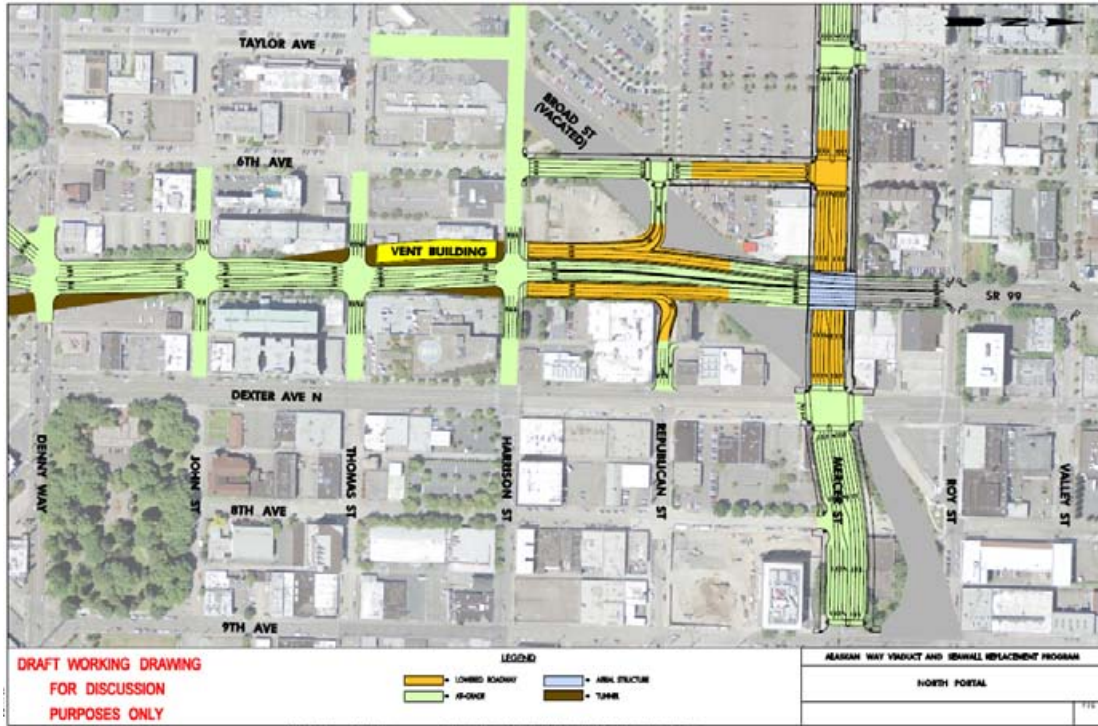 N
TAYLOR AVE
BROAD ST
(VACATED)
6TH AVE
VENT BUILDING
SR 99
DEXTER AVE N
DENNY WAY
JOHN ST
THOMAS ST
HARRISON ST
REPUBLICAN ST
MERCER ST
ROY ST
VALLEY ST
8TH AVE
9TH AVE
DRAFT WORKING DRAWING
FOR DISCUSSION
PURPOSES ONLY
LEGEND
= LOWERED ROADWAY
= AERIAL STRUCTURE
= AT-GRADE
= TUNNEL
ALASKAN WAY VIADUCT AND SEAWALL REPLACEMENT PROGRAM
NORTH PORTAL